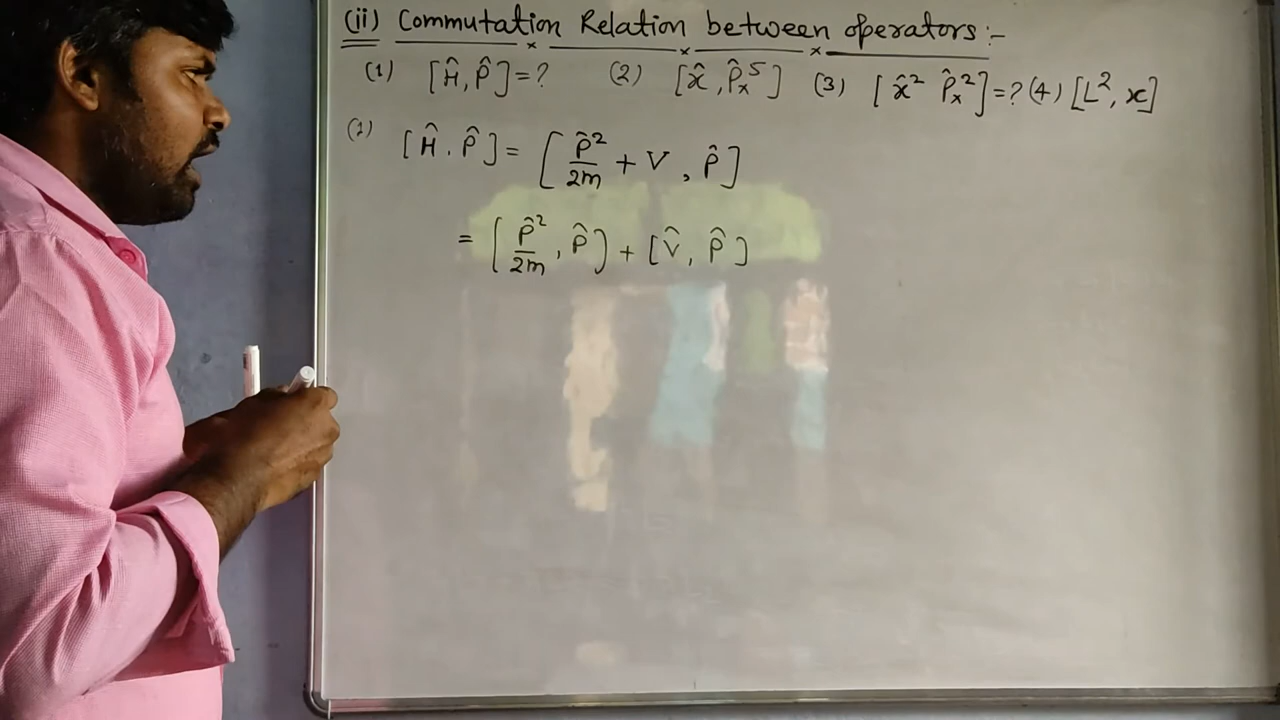 (ii) Commutation Relation between operators :-
(1) [Ĥ, P̂] = ? (2) [x̂, P̂ₓ⁵] (3) [x̂² P̂ₓ²] = ? (4) [L², x]
(1) [Ĥ . P̂] = [P̂²/2m + V, P̂]
= [P̂²/2m, P̂] + [V̂, P̂]